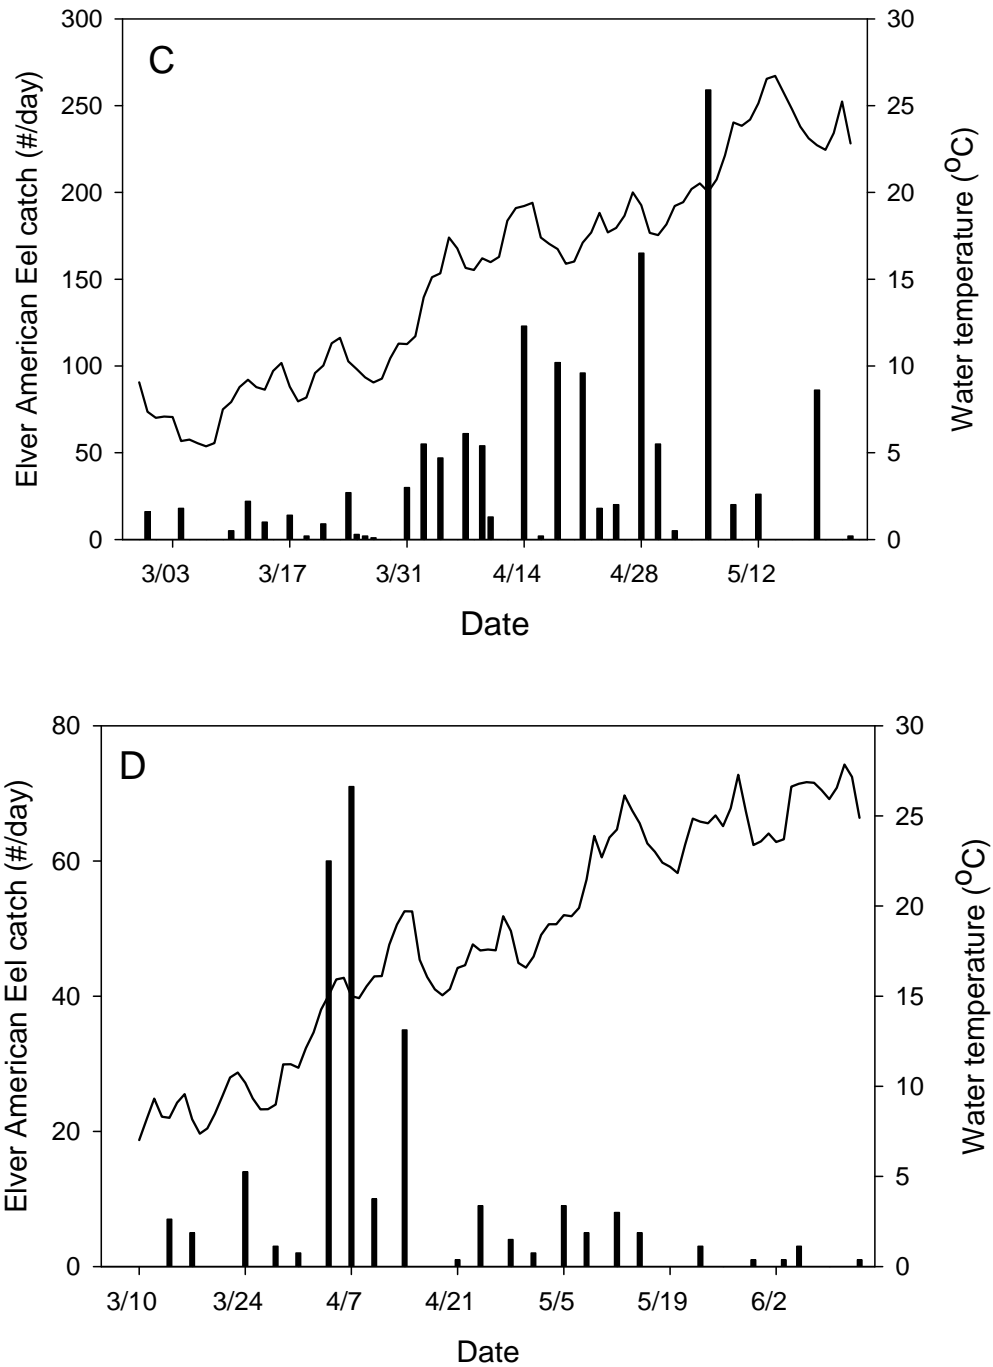 C
Elver American Eel catch (#/day)
300
250
200
150
100
50
0
Water temperature (ºC)
30
25
20
15
10
5
0
3/03 3/17 3/31 4/14 4/28 5/12
Date
D
Elver American Eel catch (#/day)
80
60
40
20
0
Water temperature (ºC)
30
25
20
15
10
5
0
3/10 3/24 4/7 4/21 5/5 5/19 6/2
Date